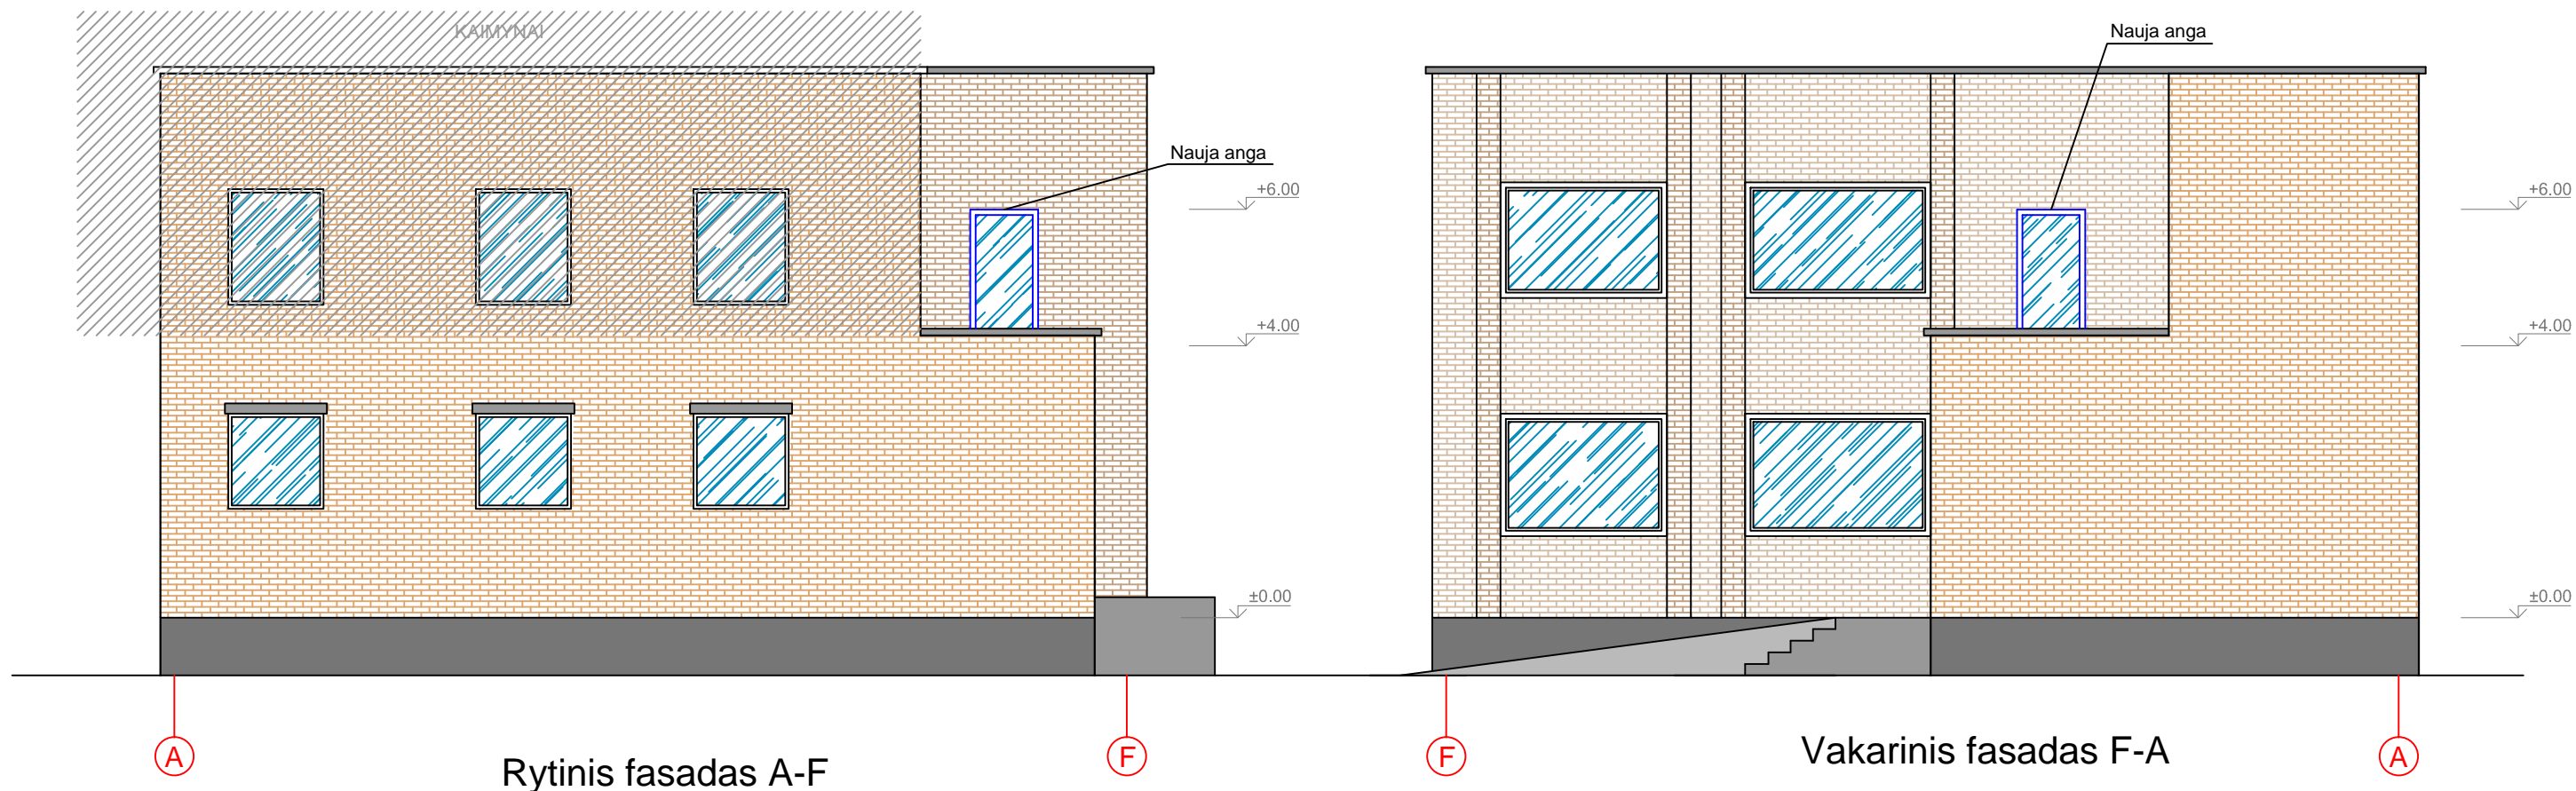 KAIMYNAI
Nauja anga
+6.00
+4.00
±0.00
A
F
Rytinis fasadas A-F
Nauja anga
+6.00
+4.00
±0.00
F
A
Vakarinis fasadas F-A